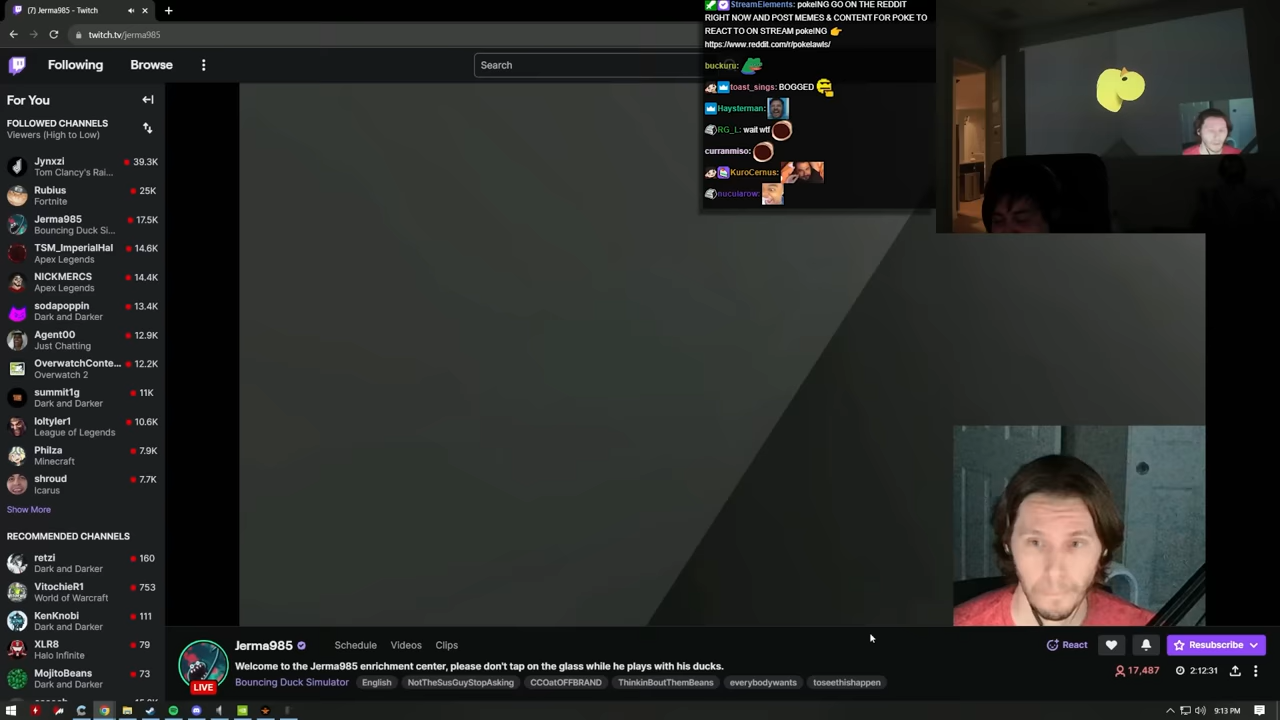 (7) Jerma985 - Twitch
twitch.tv/jerma985
Following
Browse
Search
For You
Viewers (High to Low)
Jynxzi
39.3K
Tom Clancy's Rai...
Rubius
25K
Fortnite
Jerma985
17.5K
Bouncing Duck Si...
TSM_ImperialHal
14.6K
Apex Legends
NICKMERCS
14.4K
Apex Legends
sodapoppin
13.4K
Dark and Darker
Agent00
12.9K
Just Chatting
OverwatchConte...
12.2K
Overwatch 2
summit1g
11K
Dark and Darker
loltyler1
10.6K
League of Legends
Philza
7.9K
Minecraft
shroud
7.7K
Icarus
Show More
RECOMMENDED CHANNELS
retzi
160
Dark and Darker
VitochieR1
753
World of Warcraft
KenKnobi
111
Dark and Darker
XLR8
79
Halo Infinite
MojitoBeans
73
Dark and Darker
StreamElements: pokeING GO ON THE REDDIT
RIGHT NOW AND POST MEMES & CONTENT FOR POKE TO
REACT TO ON STREAM pokeING
https://www.reddit.com/r/pokelawls/
buckuru:
toast_sings: BOGGED
Haysterman:
RG_L: wait wtf
curranmiso:
KuroCernus:
nucularow:
Jerma985
Schedule
Videos
Clips
React
Resubscribe
Welcome to the Jerma985 enrichment center, please don't tap on the glass while he plays with his ducks.
17,487
2:12:31
LIVE
Bouncing Duck Simulator
English
NotTheSusGuyStopAsking
CCOatOFFBRAND
ThinkinBoutThemBeans
everybodywants
toseethishappen
9:13 PM